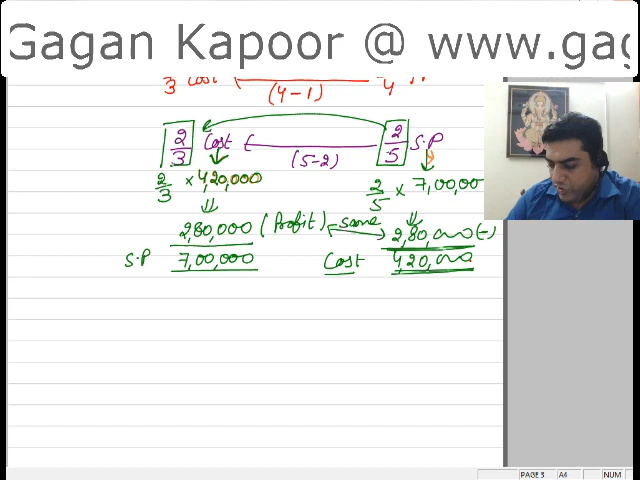 Gagan Kapoor @ www.gag
3 Cost (4-1) 4
2/3 Cost (5-2) 2/5 S.P
2/3 × 4,20,000 2/5 × 7,00,00
2,80,000 (Profit) same 2,80,000 (-)
S.P 7,00,000 Cost 4,20,000
PAGE 3 A4 NUM